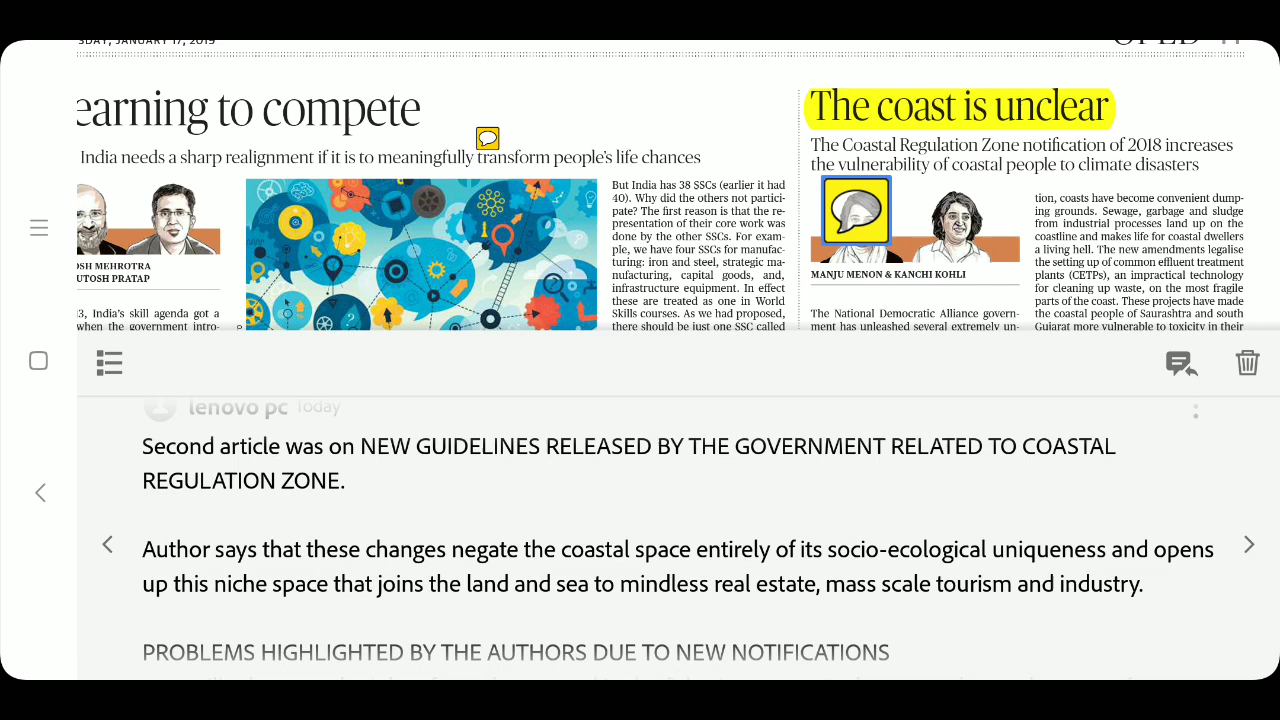 SDAY, JANUARY 17, 2019
earning to compete
India needs a sharp realignment if it is to meaningfully transform people's life chances
OSH MEHROTRA
UTOSH PRATAP
3, India's skill agenda got a
when the government intro-
But India has 38 SSCs (earlier it had
40). Why did the others not partici-
pate? The first reason is that the re-
presentation of their core work was
done by the other SSCs. For exam-
ple, we have four SSCs for manufac-
turing: iron and steel, strategic ma-
nufacturing, capital goods, and,
infrastructure equipment. In effect
these are treated as one in World
Skills courses. As we had proposed,
there should be just one SSC called
The coast is unclear
The Coastal Regulation Zone notification of 2018 increases
the vulnerability of coastal people to climate disasters
MANJU MENON & KANCHI KOHLI
The National Democratic Alliance govern-
ment has unleashed several extremely un-
tion, coasts have become convenient dump-
ing grounds. Sewage, garbage and sludge
from industrial processes land up on the
coastline and makes life for coastal dwellers
a living hell. The new amendments legalise
the setting up of common effluent treatment
plants (CETPs), an impractical technology
for cleaning up waste, on the most fragile
parts of the coast. These projects have made
the coastal people of Saurashtra and south
Gujarat more vulnerable to toxicity in their
lenovo pc Today
Second article was on NEW GUIDELINES RELEASED BY THE GOVERNMENT RELATED TO COASTAL
REGULATION ZONE.
Author says that these changes negate the coastal space entirely of its socio-ecological uniqueness and opens
up this niche space that joins the land and sea to mindless real estate, mass scale tourism and industry.
PROBLEMS HIGHLIGHTED BY THE AUTHORS DUE TO NEW NOTIFICATIONS